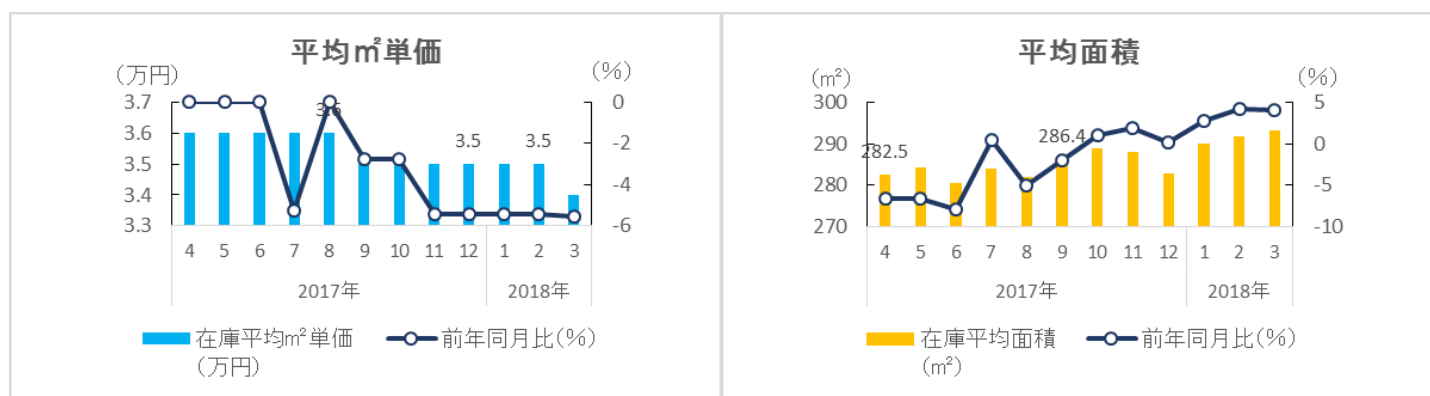 平均㎡単価
(万円)
(%)
3.7
3.6
3.5
3.4
3.3
0
-2
-4
-6
3.6
3.5
3.5
4 5 6 7 8 9 10 11 12 1 2 3
2017年 2018年
在庫平均㎡単価
(万円)
前年同月比(%)
平均面積
(㎡)
(%)
300
290
280
270
5
0
-5
-10
282.5
286.4
4 5 6 7 8 9 10 11 12 1 2 3
2017年 2018年
在庫平均面積
(㎡)
前年同月比(%)